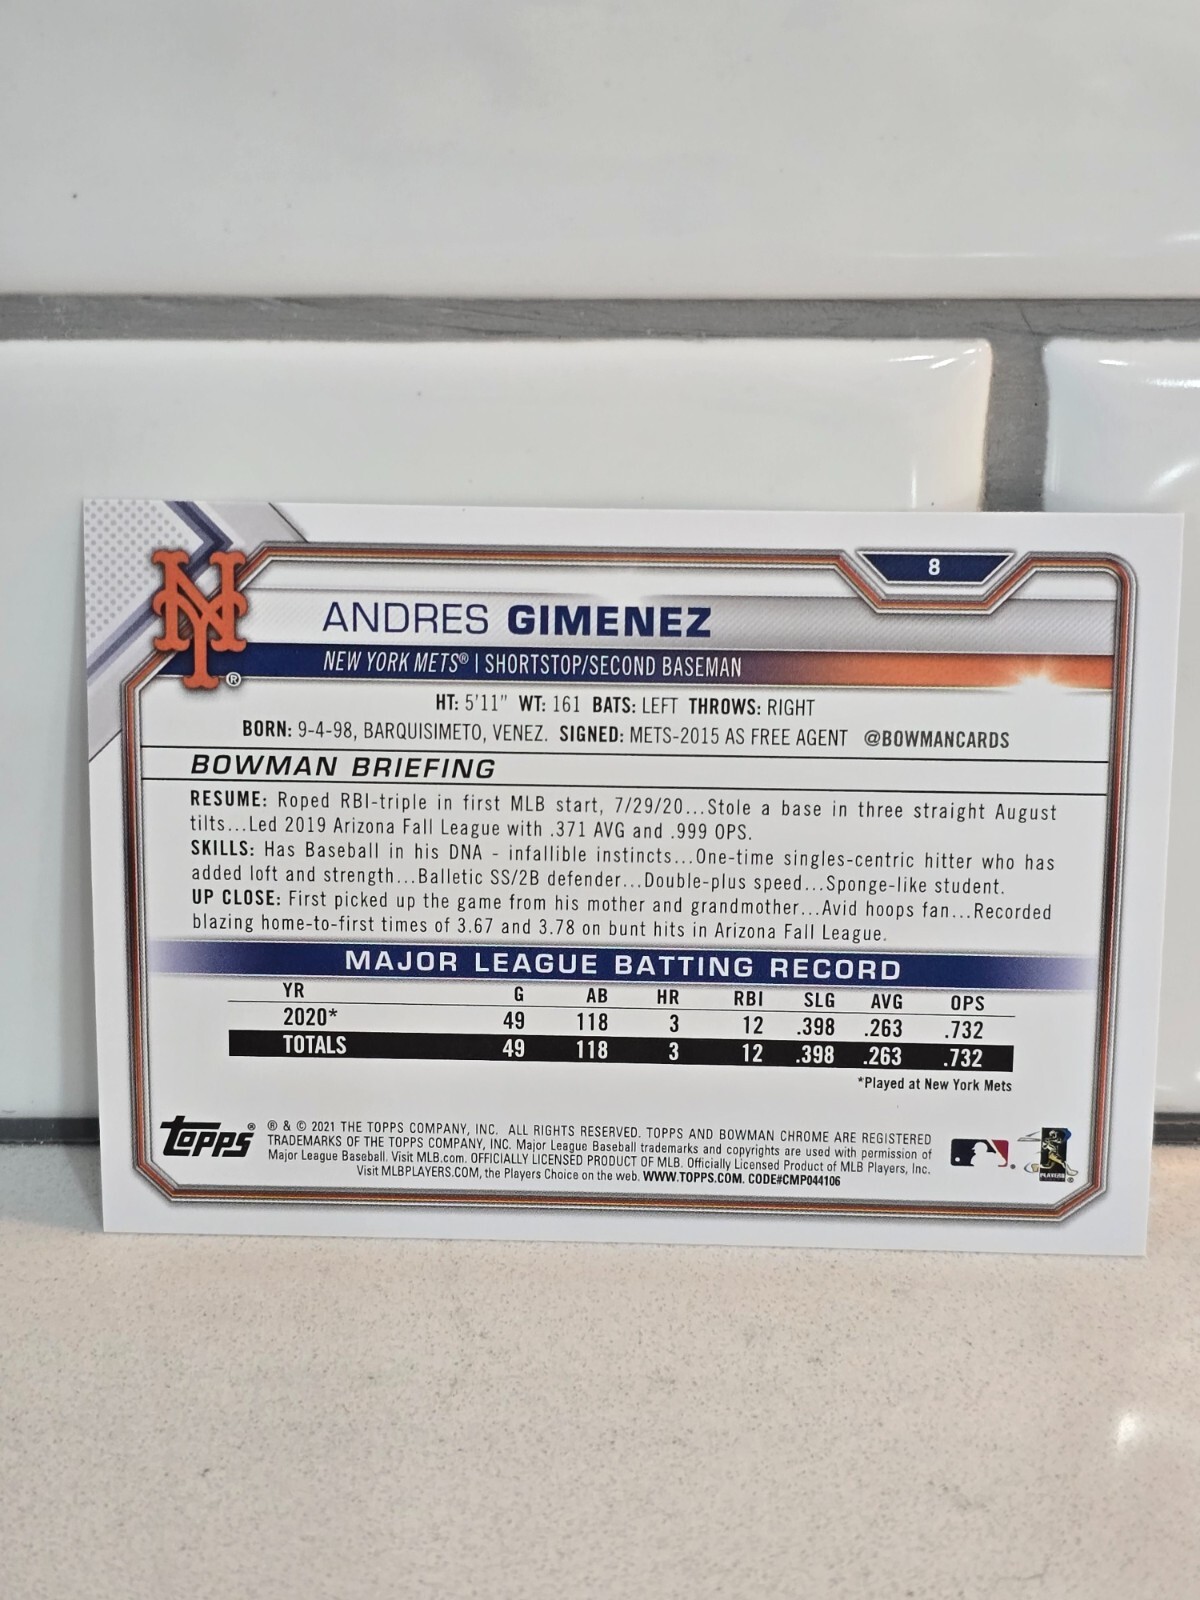 8
NY
®
ANDRES GIMENEZ
NEW YORK METS® | SHORTSTOP/SECOND BASEMAN
HT: 5'11" WT: 161 BATS: LEFT THROWS: RIGHT
BORN: 9-4-98, BARQUISIMETO, VENEZ. SIGNED: METS-2015 AS FREE AGENT @BOWMANCARDS
BOWMAN BRIEFING
RESUME: Roped RBI-triple in first MLB start, 7/29/20...Stole a base in three straight August
tilts...Led 2019 Arizona Fall League with .371 AVG and .999 OPS.
SKILLS: Has Baseball in his DNA - infallible instincts...One-time singles-centric hitter who has
added loft and strength...Balletic SS/2B defender...Double-plus speed...Sponge-like student.
UP CLOSE: First picked up the game from his mother and grandmother...Avid hoops fan...Recorded
blazing home-to-first times of 3.67 and 3.78 on bunt hits in Arizona Fall League.
MAJOR LEAGUE BATTING RECORD
YR G AB HR RBI SLG AVG OPS
2020* 49 118 3 12 .398 .263 .732
TOTALS 49 118 3 12 .398 .263 .732
*Played at New York Mets
topps®
® & © 2021 THE TOPPS COMPANY, INC. ALL RIGHTS RESERVED. TOPPS AND BOWMAN CHROME ARE REGISTERED
TRADEMARKS OF THE TOPPS COMPANY, INC. Major League Baseball trademarks and copyrights are used with permission of
Major League Baseball. Visit MLB.com. OFFICIALLY LICENSED PRODUCT OF MLB. Officially Licensed Product of MLB Players, Inc.
Visit MLBPLAYERS.COM, the Players Choice on the web. WWW.TOPPS.COM. CODE#CMP044106
PLAYERS